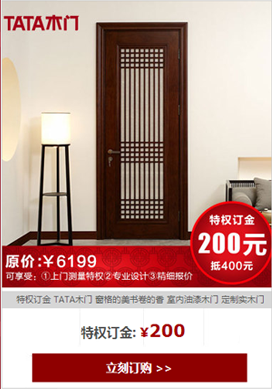 TATA木门
特权订金
200元
抵400元
原价:¥6199
可享受：①上门测量特权②专业设计③精细报价
特权订金 TATA木门 窗格的美书卷的香 室内油漆木门 定制实木门
特权订金: ¥200
立刻订购 >>